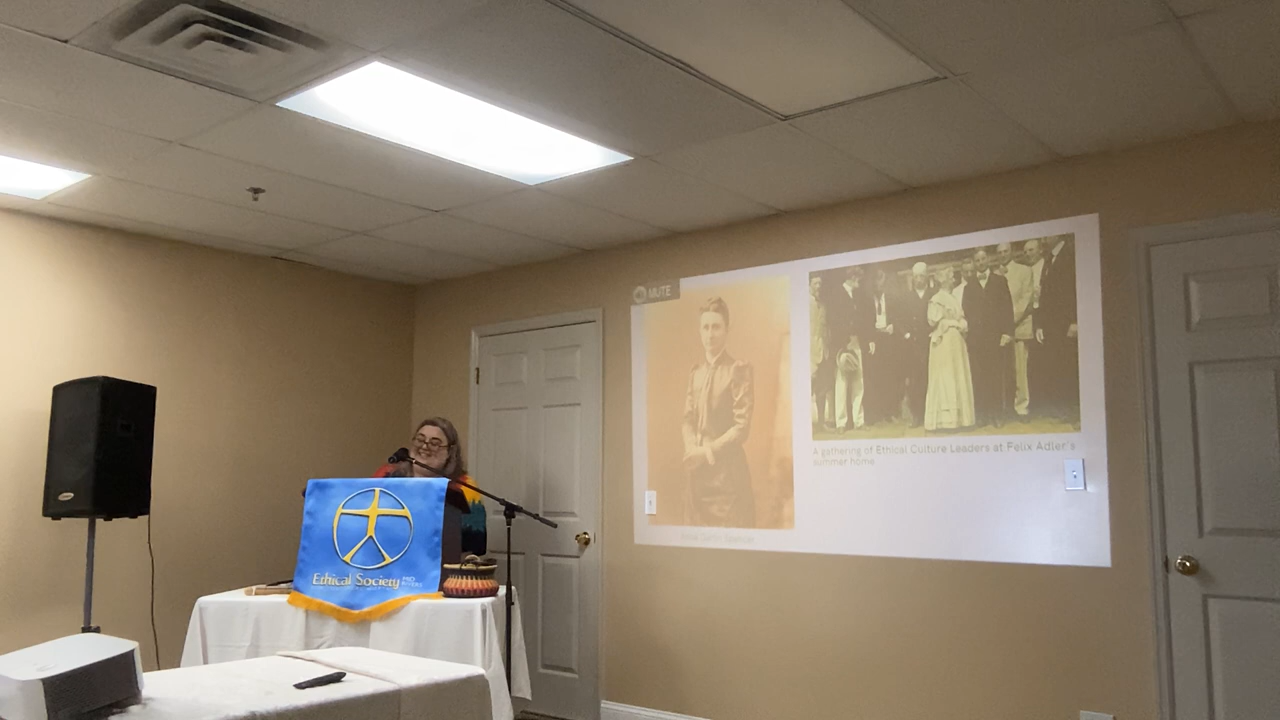 MUTE
A gathering of Ethical Culture Leaders at Felix Adler's
summer home
Ethical Society